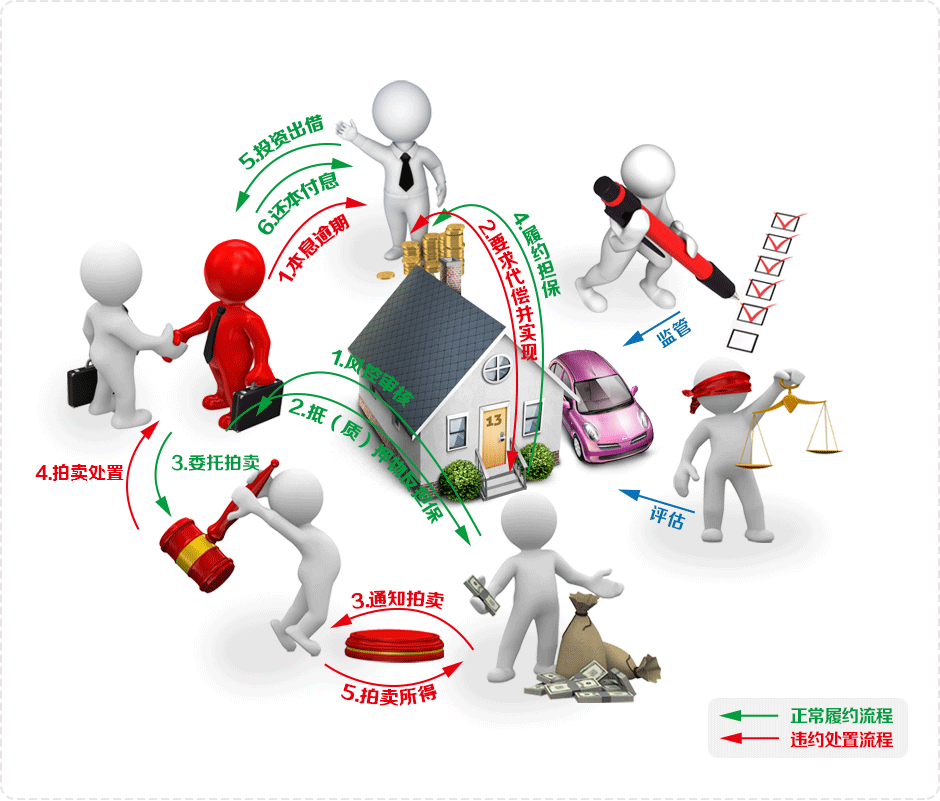 5.投资出借
6.还本付息
1.本息逾期
4.履约担保
2.要求代偿并实现
监管
1.风控审核
2.抵（质）押物反担保
13
3.委托拍卖
4.拍卖处置
评估
3.通知拍卖
5.拍卖所得
正常履约流程
违约处置流程